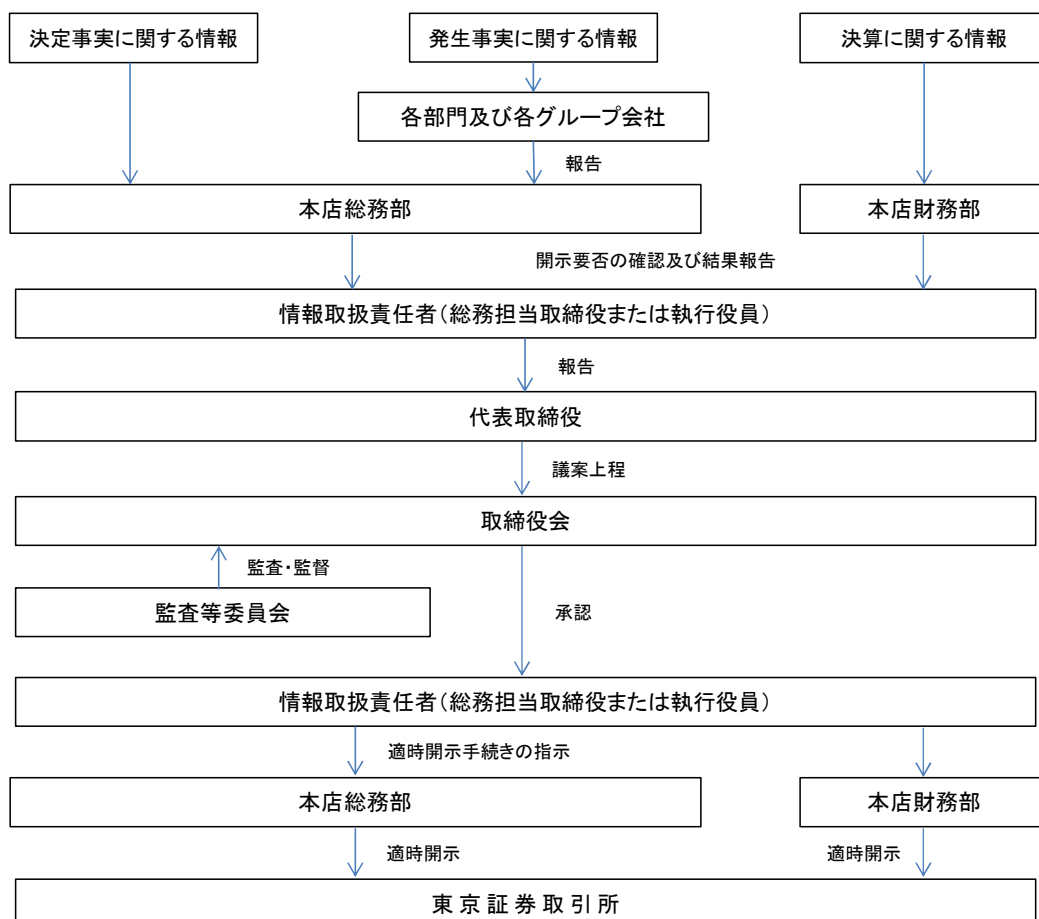 決定事実に関する情報
発生事実に関する情報
決算に関する情報
各部門及び各グループ会社
報告
本店総務部
本店財務部
開示要否の確認及び結果報告
情報取扱責任者(総務担当取締役または執行役員)
報告
代表取締役
議案上程
取締役会
監査・監督
監査等委員会
承認
情報取扱責任者(総務担当取締役または執行役員)
適時開示手続きの指示
本店総務部
本店財務部
適時開示
適時開示
東京証券取引所